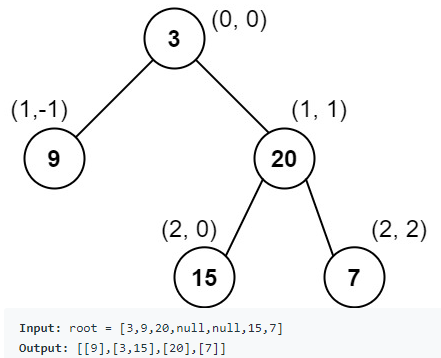 3 (0, 0)
(1,-1) (1, 1)
9 20
(2, 0) (2, 2)
15 7
Input: root = [3,9,20,null,null,15,7]
Output: [[9],[3,15],[20],[7]]